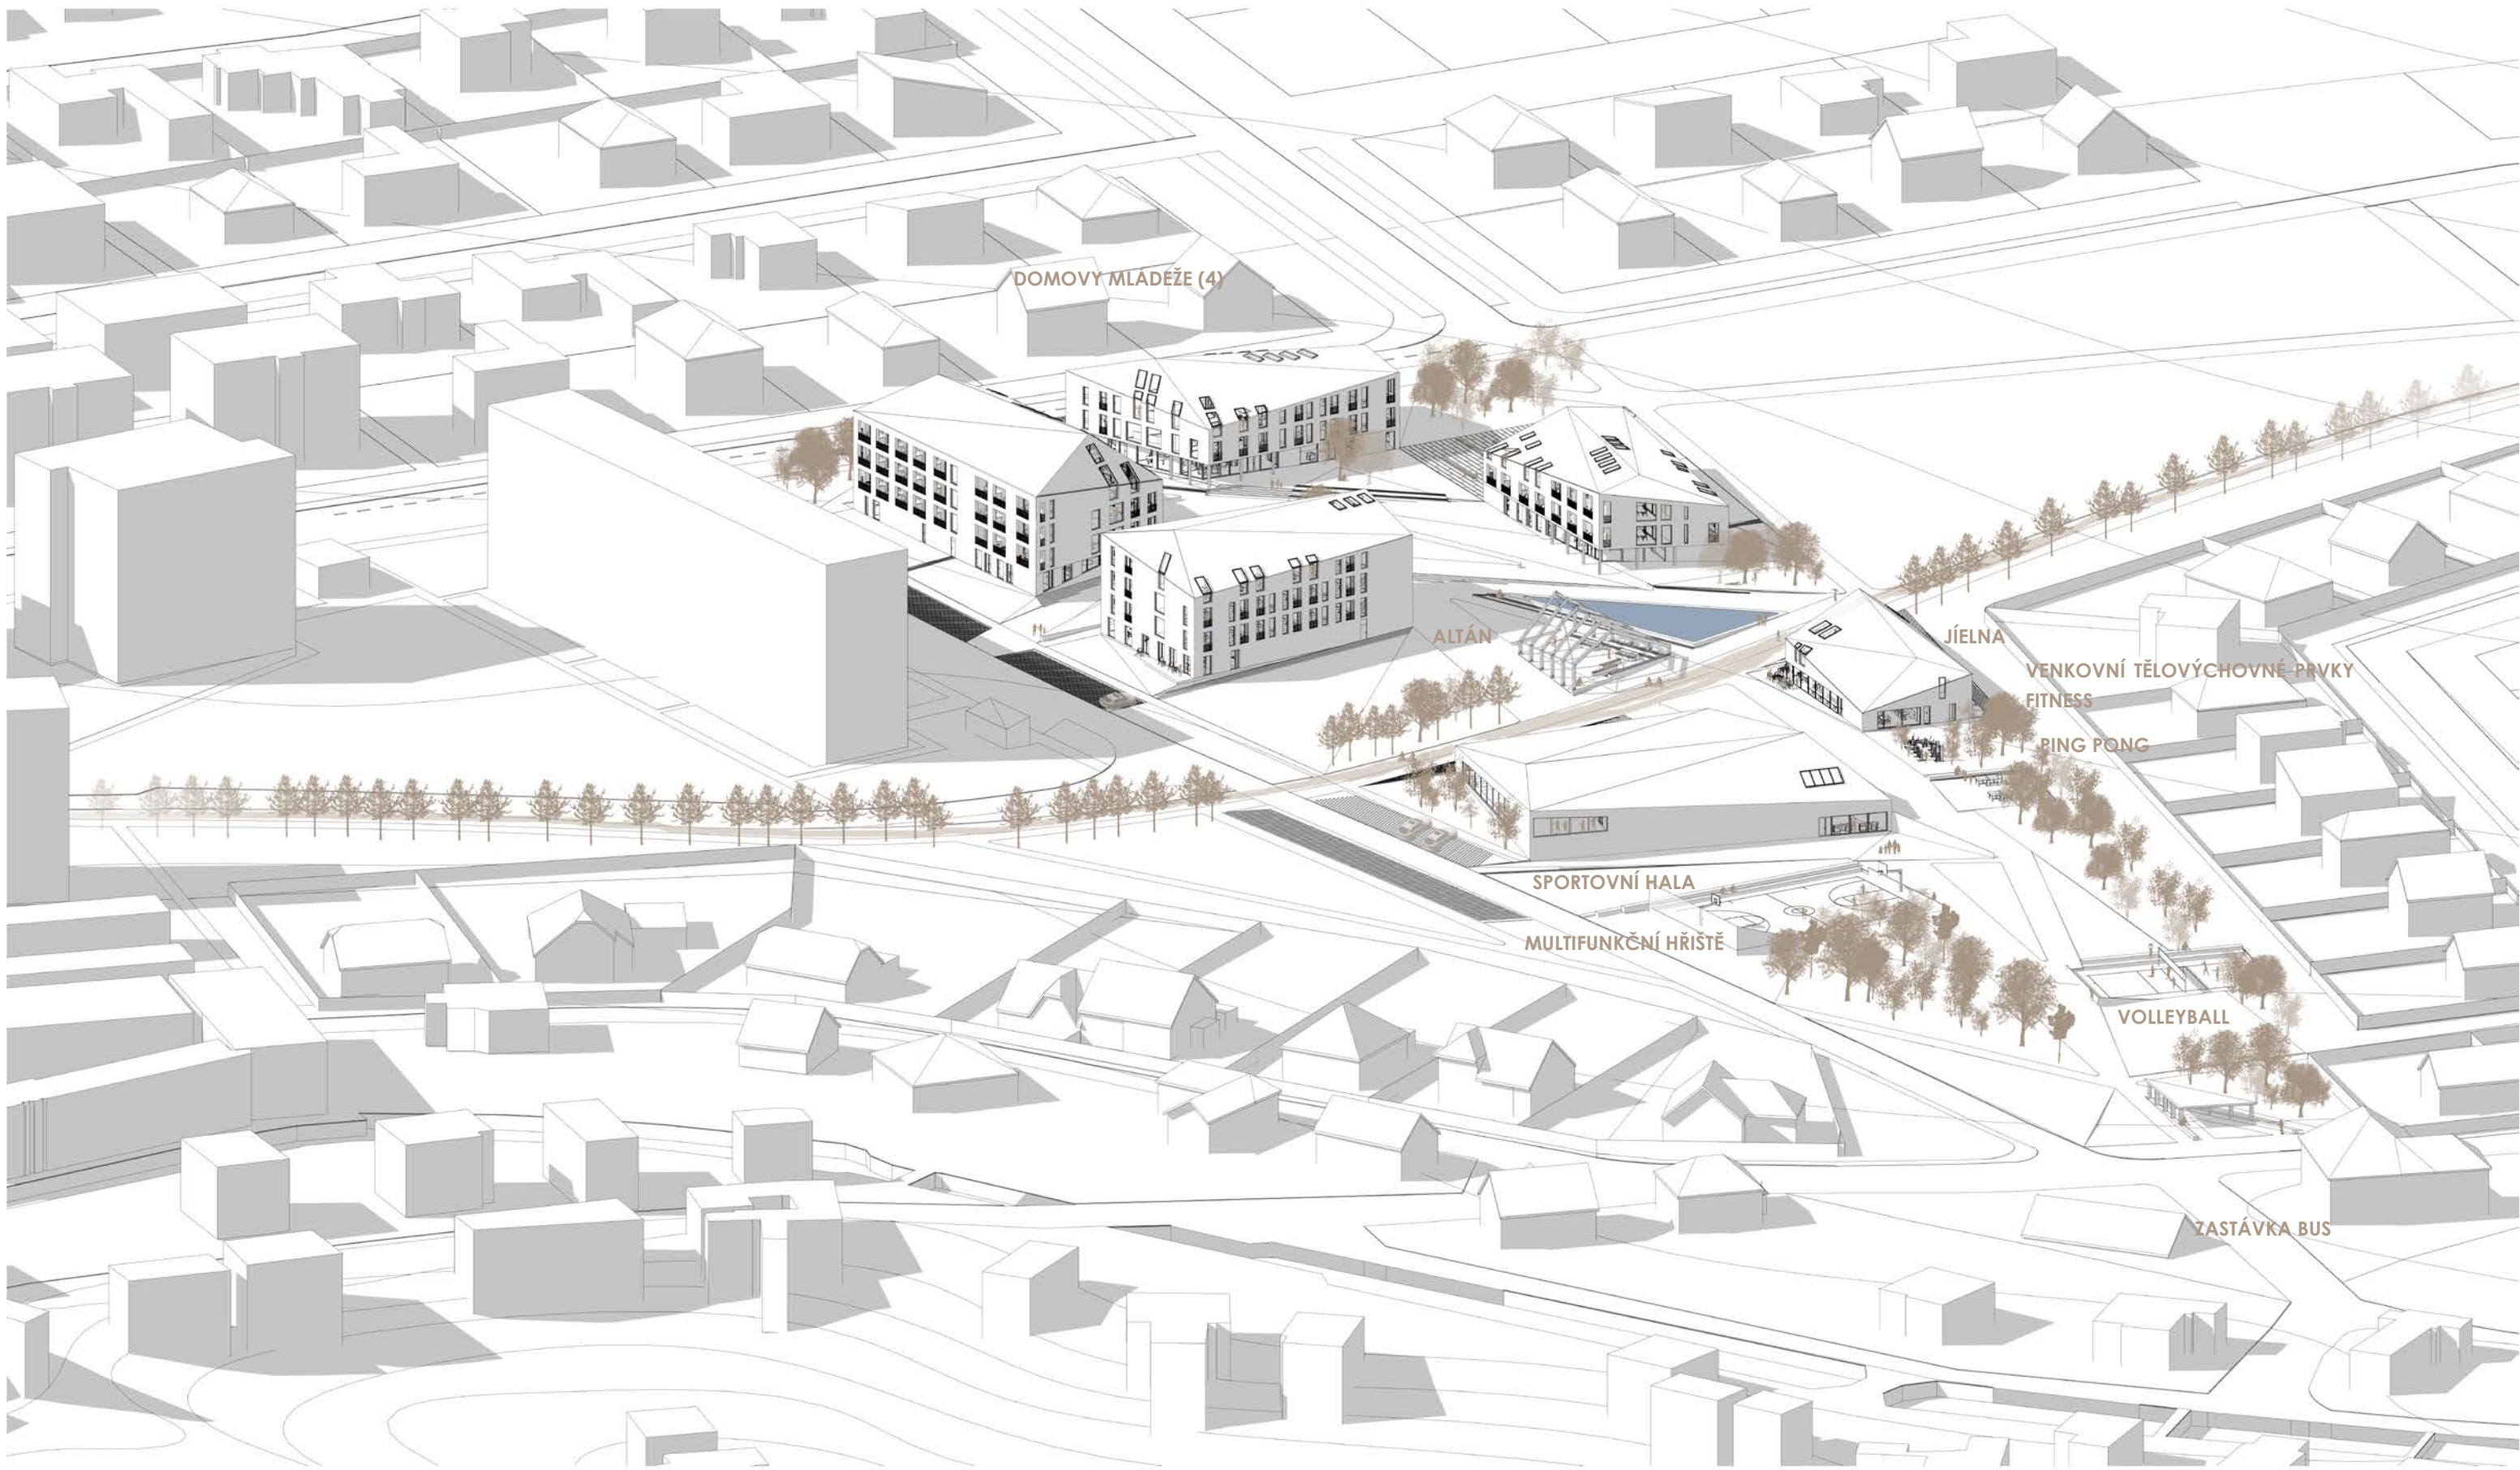 DOMOVY MLÁDEŽE (4)
ALTÁN
JÍELNA
VENKOVNÍ TĚLOVÝCHOVNÉ PRVKY
FITNESS
PING PONG
SPORTOVNÍ HALA
MULTIFUNKČNÍ HŘIŠTĚ
VOLLEYBALL
ZASTÁVKA BUS